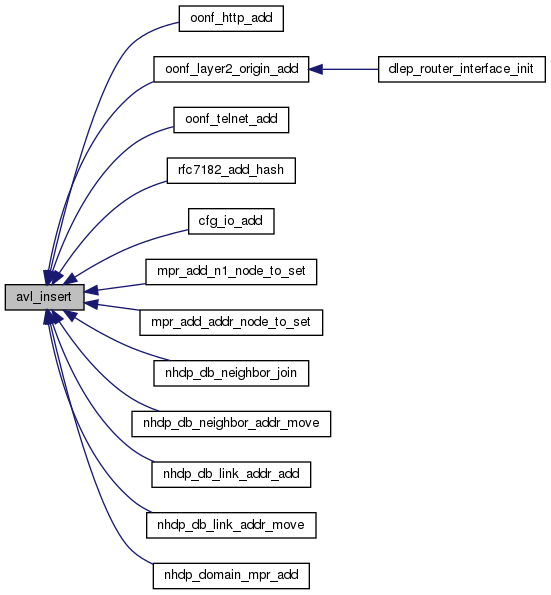 oonf_http_add
oonf_layer2_origin_add
dlep_router_interface_init
oonf_telnet_add
rfc7182_add_hash
cfg_io_add
mpr_add_n1_node_to_set
avl_insert
mpr_add_addr_node_to_set
nhdp_db_neighbor_join
nhdp_db_neighbor_addr_move
nhdp_db_link_addr_add
nhdp_db_link_addr_move
nhdp_domain_mpr_add